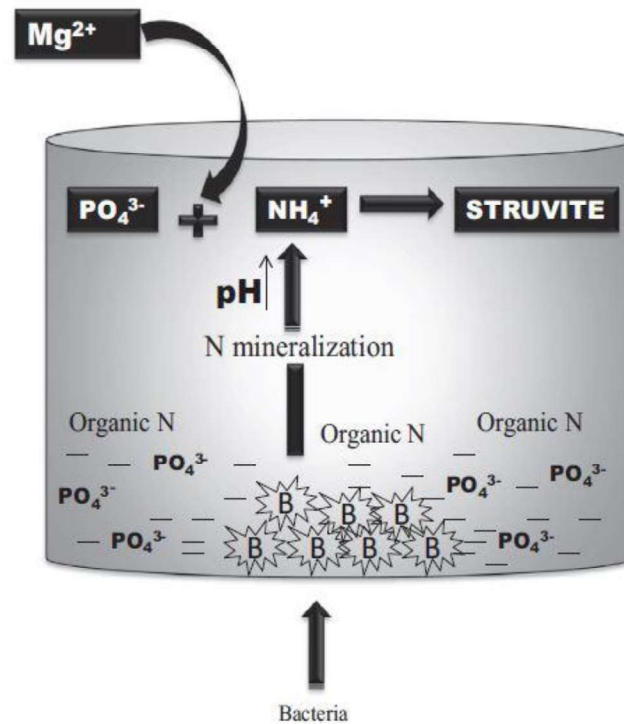 Mg²⁺
PO₄³⁻ + NH₄⁺ STRUVITE
pH
N mineralization
Organic N Organic N Organic N
PO₄³⁻ PO₄³⁻
PO₄³⁻ PO₄³⁻
PO₄³⁻ PO₄³⁻
B B B
B B B B
Bacteria